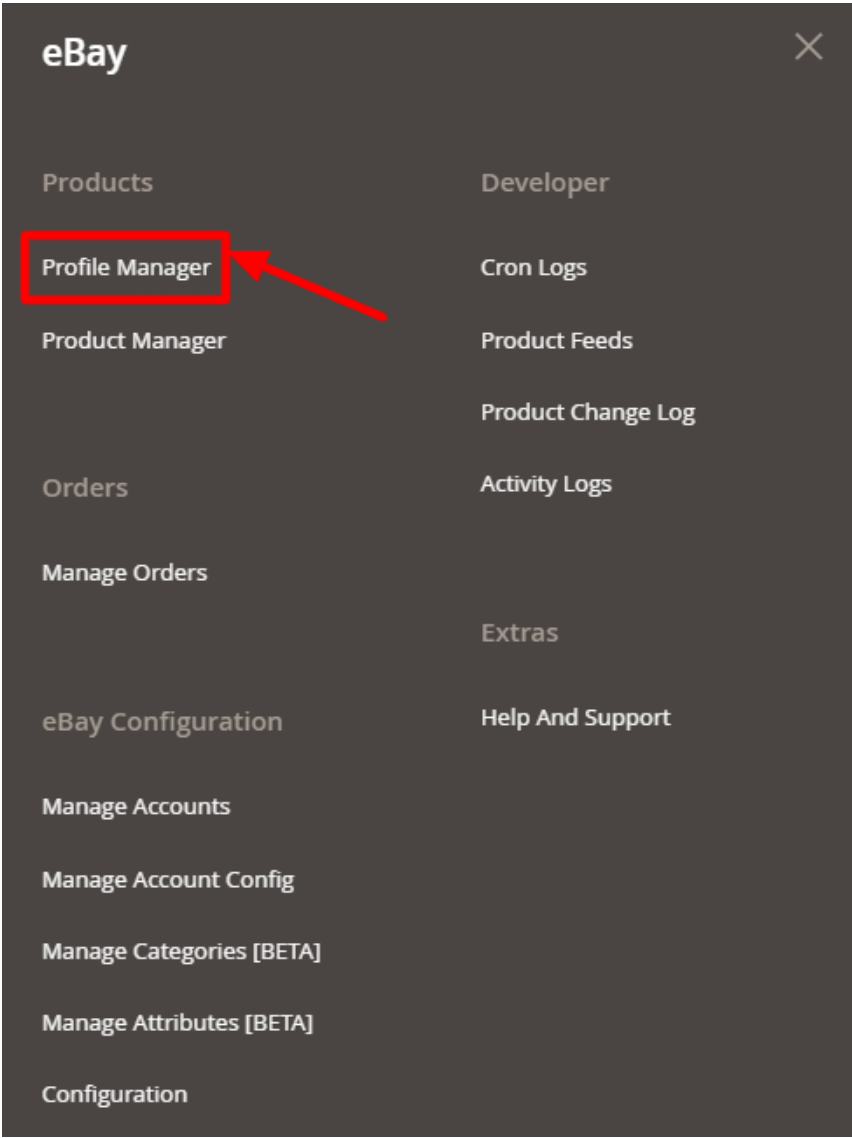 eBay
Products
Profile Manager
Product Manager
Orders
Manage Orders
eBay Configuration
Manage Accounts
Manage Account Config
Manage Categories [BETA]
Manage Attributes [BETA]
Configuration
Developer
Cron Logs
Product Feeds
Product Change Log
Activity Logs
Extras
Help And Support